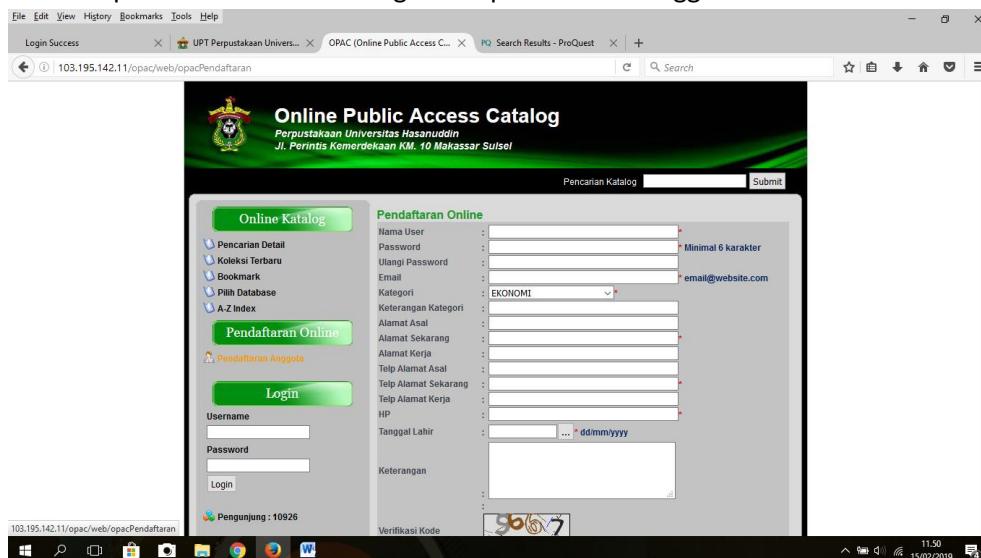 File Edit View History Bookmarks Tools Help
Login Success
UPT Perpustakaan Univers...
OPAC (Online Public Access C...
PQ Search Results - ProQuest
103.195.142.11/opac/web/opacPendaftaran
Search
Online Public Access Catalog
Perpustakaan Universitas Hasanuddin
Jl. Perintis Kemerdekaan KM. 10 Makassar Sulsel
Pencarian Katalog Submit
Online Katalog
Pencarian Detail
Koleksi Terbaru
Bookmark
Pilih Database
A-Z Index
Pendaftaran Online
Pendaftaran Anggota
Login
Username
Password
Login
Pengunjung : 10926
Pendaftaran Online
Nama User : *
Password : * Minimal 6 karakter
Ulangi Password :
Email : * email@website.com
Kategori : EKONOMI *
Keterangan Kategori :
Alamat Asal :
Alamat Sekarang : *
Alamat Kerja :
Telp Alamat Asal :
Telp Alamat Sekarang : *
Telp Alamat Kerja :
HP : *
Tanggal Lahir : ... * dd/mm/yyyy
Keterangan :
:
Verifikasi Kode
103.195.142.11/opac/web/opacPendaftaran
11.50
15/02/2019